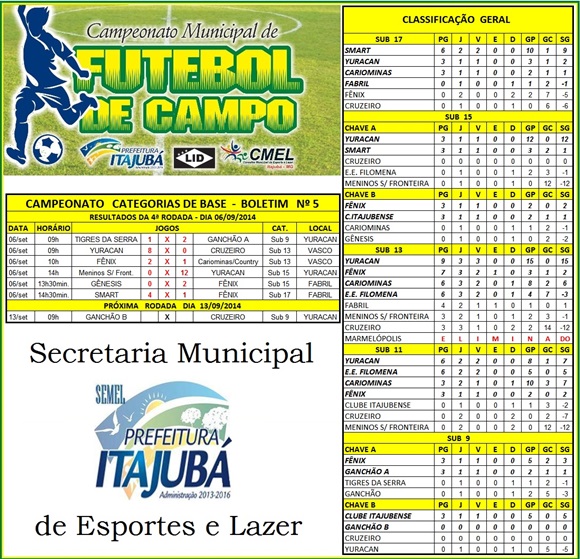 Campeonato Municipal de
FUTEBOL
DE CAMPO
PREFEITURA
ITAJUBÁ
LID
CMEL
CAMPEONATO CATEGORIAS DE BASE - BOLETIM Nº 5
RESULTADOS DA 4ª RODADA - DIA 06/09/2014
DATA HORÁRIO JOGOS CAT. LOCAL
06/set 09h TIGRES DA SERRA 1 X 2 GANCHÃO A Sub 9 YURACAN
06/set 09h YURACAN 8 X 0 CRUZEIRO Sub 13 VASCO
06/set 10h FÊNIX 2 X 1 Cariominas/Country Sub 13 VASCO
06/set 14h Meninos S/ Front. 0 X 12 YURACAN Sub 15 YURACAN
06/set 13h30min. GÊNESIS 0 X 2 FÊNIX Sub 15 FABRIL
06/set 14h30min. SMART 4 X 1 FÊNIX Sub 17 FABRIL
PRÓXIMA RODADA DIA 13/09/2014
13/set 09h GANCHÃO B X CRUZEIRO Sub 9 YURACAN
Secretaria Municipal
SEMEL
PREFEITURA
ITAJUBÁ
Administração 2013-2016
de Esportes e Lazer
CLASSIFICAÇÃO GERAL
SUB 17 PG J V E D GP GC SG
SMART 6 2 2 0 0 10 1 9
YURACAN 3 1 1 0 0 3 1 2
CARIOMINAS 3 1 1 0 0 2 1 1
FABRIL 0 1 0 0 1 1 2 -1
FÊNIX 0 2 0 0 2 2 7 -5
CRUZEIRO 0 1 0 0 1 0 6 -6
SUB 15
CHAVE A PG J V E D GP GC SG
YURACAN 3 1 1 0 0 12 0 12
SMART 3 1 1 0 0 3 2 1
CRUZEIRO 0 0 0 0 0 0 0 0
E.E. FILOMENA 0 1 0 0 1 2 3 -1
MENINOS S/ FRONTEIRA 0 1 0 0 1 0 12 -12
CHAVE B PG J V E D GP GC SG
FÊNIX 3 1 1 0 0 2 0 2
C.ITAJUBENSE 3 1 1 0 0 2 1 1
CARIOMINAS 0 1 0 0 1 1 2 -1
GÊNESIS 0 1 0 0 1 0 2 -2
SUB 13 PG J V E D GP GC SG
YURACAN 9 3 3 0 0 15 0 15
FÊNIX 7 3 2 1 0 3 1 2
CARIOMINAS 6 3 2 0 1 8 2 6
E.E. FILOMENA 6 3 2 0 1 4 7 -3
FABRIL 4 2 1 1 0 1 0 1
MENINOS S/ FRONTEIRA 3 3 1 0 2 1 3 -2
CRUZEIRO 3 3 1 0 2 2 14 -12
MARMELÓPOLIS E L I M I N A DO
SUB 11 PG J V E D GP GC SG
YURACAN 6 2 2 0 0 8 1 7
E.E. FILOMENA 6 2 2 0 0 6 1 5
CARIOMINAS 3 2 1 0 1 10 3 7
FÊNIX 3 1 1 0 0 2 0 2
CLUBE ITAJUBENSE 0 1 0 0 1 1 3 -2
CRUZEIRO 0 2 0 0 2 0 7 -7
MENINOS S/ FRONTEIRA 0 2 0 0 2 0 12 -12
SUB 9
CHAVE A PG J V E D GP GC SG
FÊNIX 3 1 1 0 0 5 2 3
GANCHÃO A 3 1 1 0 0 2 1 1
TIGRES DA SERRA 0 1 0 0 1 1 2 -1
GANCHÃO 0 1 0 0 1 2 5 -3
CHAVE B PG J V E D GP GC SG
CLUBE ITAJUBENSE 3 1 1 0 0 5 0 5
GANCHÃO B 0 0 0 0 0 0 0 0
CRUZEIRO 0 0 0 0 0 0 0 0
YURACAN 0 1 0 0 1 0 5 -5